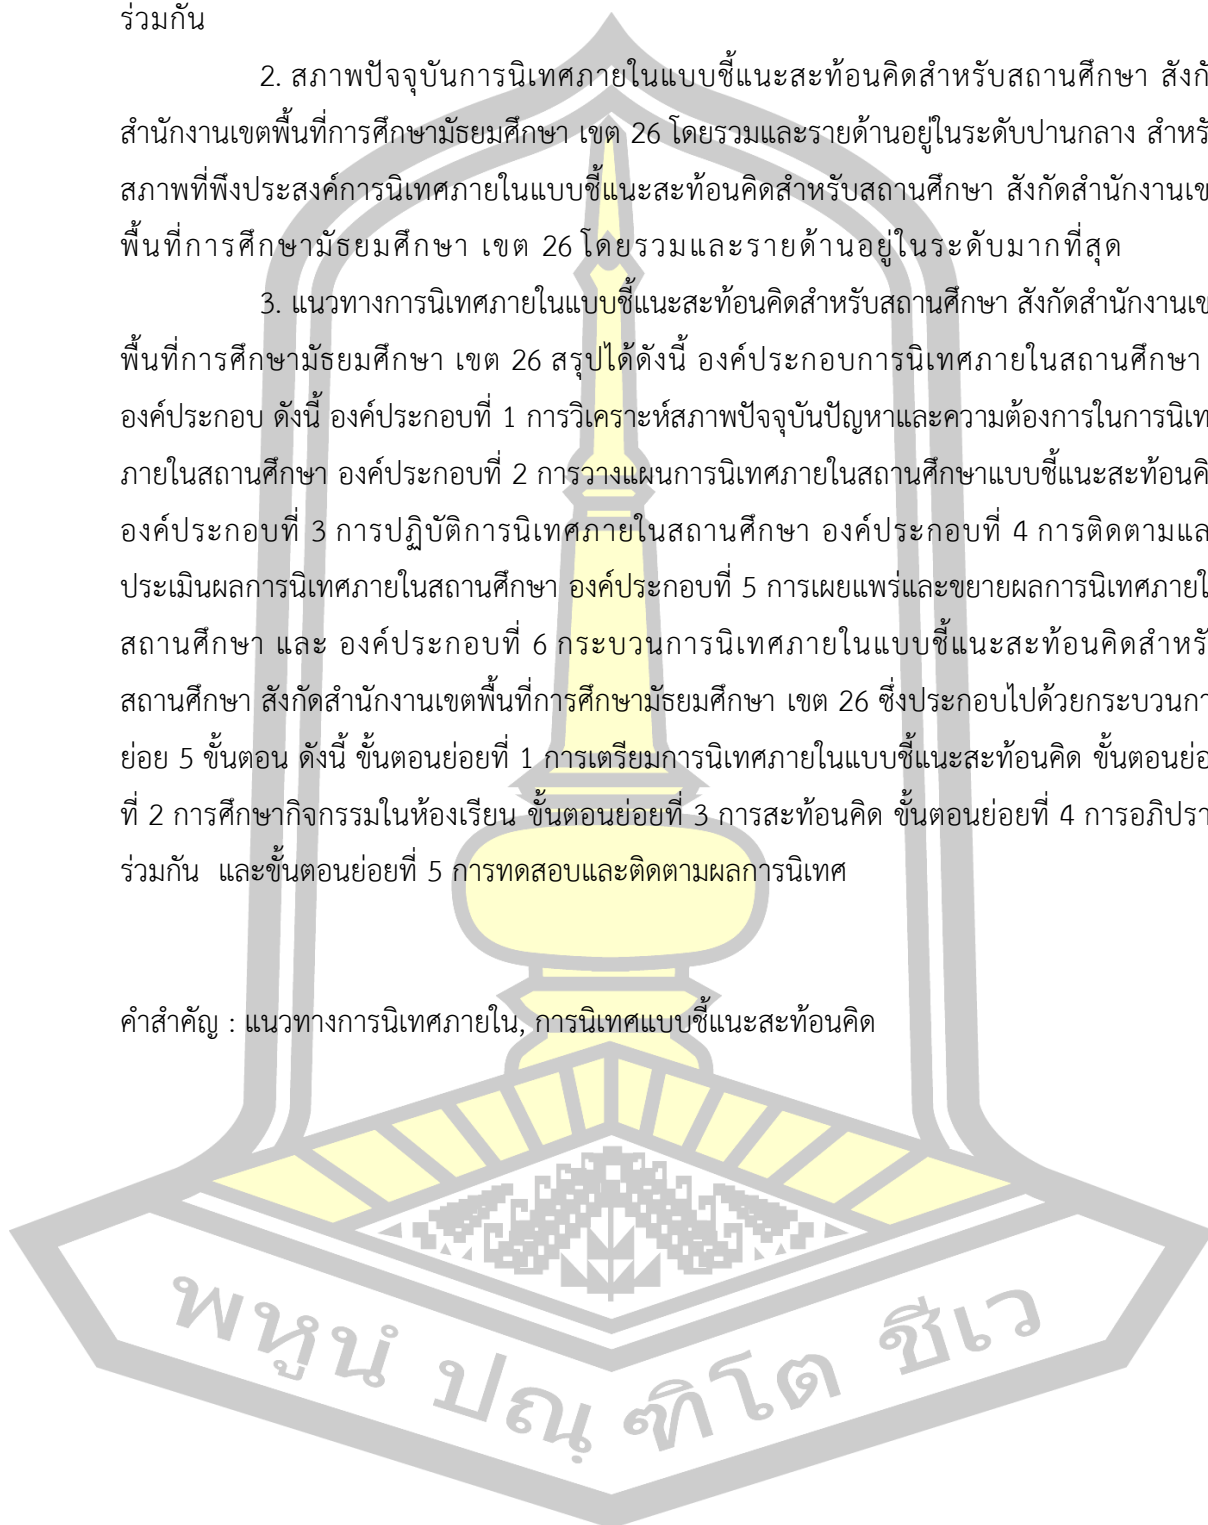 ร่วมกัน
2. สภาพปัจจุบันการนิเทศภายในแบบชี้แนะสะท้อนคิดสำหรับสถานศึกษา สังกั
สำนักงานเขตพื้นที่การศึกษามัธยมศึกษา เขต 26 โดยรวมและรายด้านอยู่ในระดับปานกลาง สำหรั
สภาพที่พึงประสงค์การนิเทศภายในแบบชี้แนะสะท้อนคิดสำหรับสถานศึกษา สังกัดสำนักงานเข
พื้นที่การศึกษามัธยมศึกษา เขต 26 โดยรวมและรายด้านอยู่ในระดับมากที่สุด
3. แนวทางการนิเทศภายในแบบชี้แนะสะท้อนคิดสำหรับสถานศึกษา สังกัดสำนักงานเข
พื้นที่การศึกษามัธยมศึกษา เขต 26 สรุปได้ดังนี้ องค์ประกอบการนิเทศภายในสถานศึกษา
องค์ประกอบ ดังนี้ องค์ประกอบที่ 1 การวิเคราะห์สภาพปัจจุบันปัญหาและความต้องการในการนิเท
ภายในสถานศึกษา องค์ประกอบที่ 2 การวางแผนการนิเทศภายในสถานศึกษาแบบชี้แนะสะท้อนคิ
องค์ประกอบที่ 3 การปฏิบัติการนิเทศภายในสถานศึกษา องค์ประกอบที่ 4 การติดตามแล
ประเมินผลการนิเทศภายในสถานศึกษา องค์ประกอบที่ 5 การเผยแพร่และขยายผลการนิเทศภายใ
สถานศึกษา และ องค์ประกอบที่ 6 กระบวนการนิเทศภายในแบบชี้แนะสะท้อนคิดสำหรั
สถานศึกษา สังกัดสำนักงานเขตพื้นที่การศึกษามัธยมศึกษา เขต 26 ซึ่งประกอบไปด้วยกระบวนกา
ย่อย 5 ขั้นตอน ดังนี้ ขั้นตอนย่อยที่ 1 การเตรียมการนิเทศภายในแบบชี้แนะสะท้อนคิด ขั้นตอนย่อ
ที่ 2 การศึกษากิจกรรมในห้องเรียน ขั้นตอนย่อยที่ 3 การสะท้อนคิด ขั้นตอนย่อยที่ 4 การอภิปรา
ร่วมกัน และขั้นตอนย่อยที่ 5 การทดสอบและติดตามผลการนิเทศ
คำสำคัญ : แนวทางการนิเทศภายใน, การนิเทศแบบชี้แนะสะท้อนคิด
พหูนํ ปณฺฑิโต ชีเว